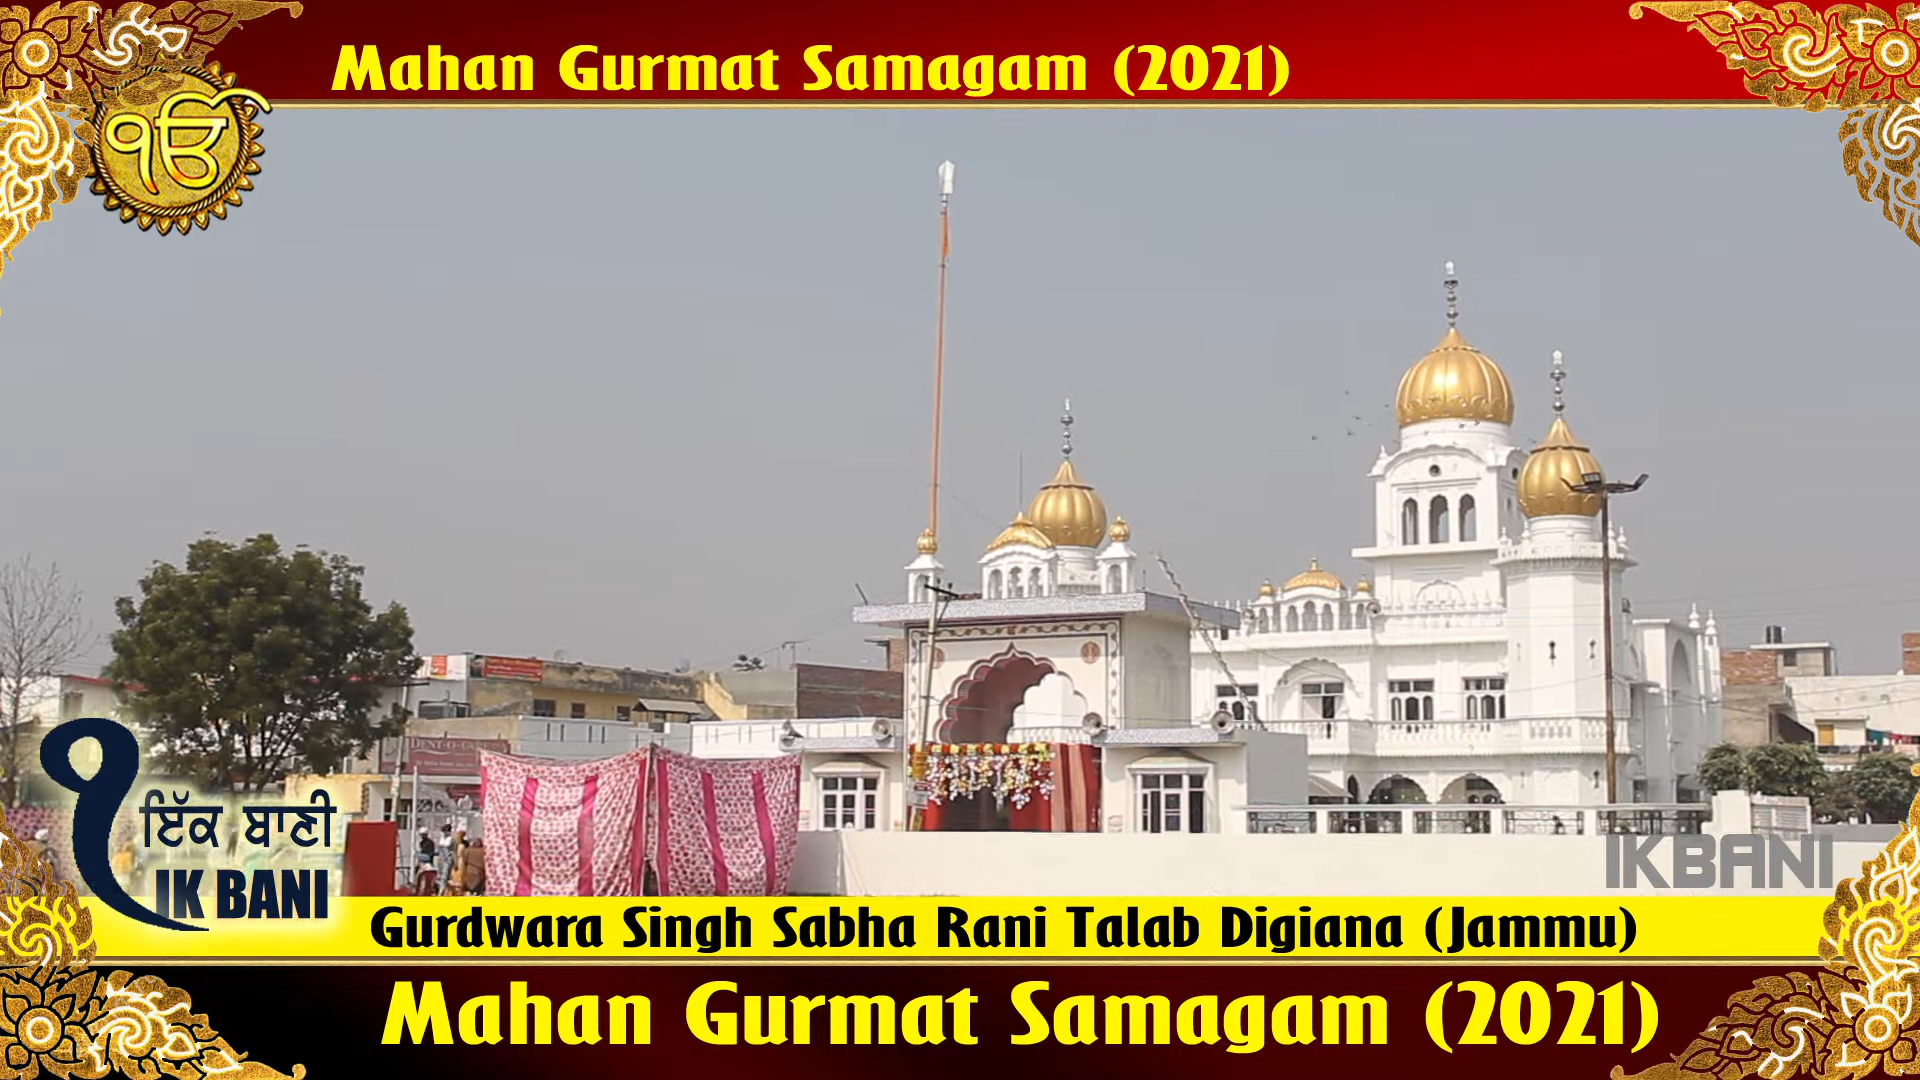 Mahan Gurmat Samagam (2021)
ੴ
ਇੱਕ ਬਾਣੀ
IK BANI
IKBANI
Gurdwara Singh Sabha Rani Talab Digiana (Jammu)
Mahan Gurmat Samagam (2021)